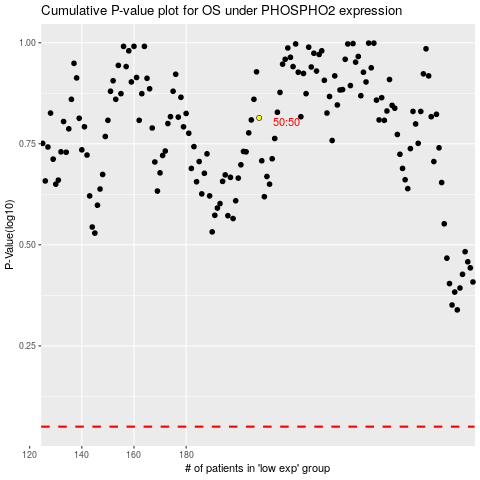 Cumulative P-value plot for OS under PHOSPHO2 expression
P-Value(log10)
1.00
0.75
0.50
0.25
50:50
120 140 160 180
# of patients in 'low exp' group